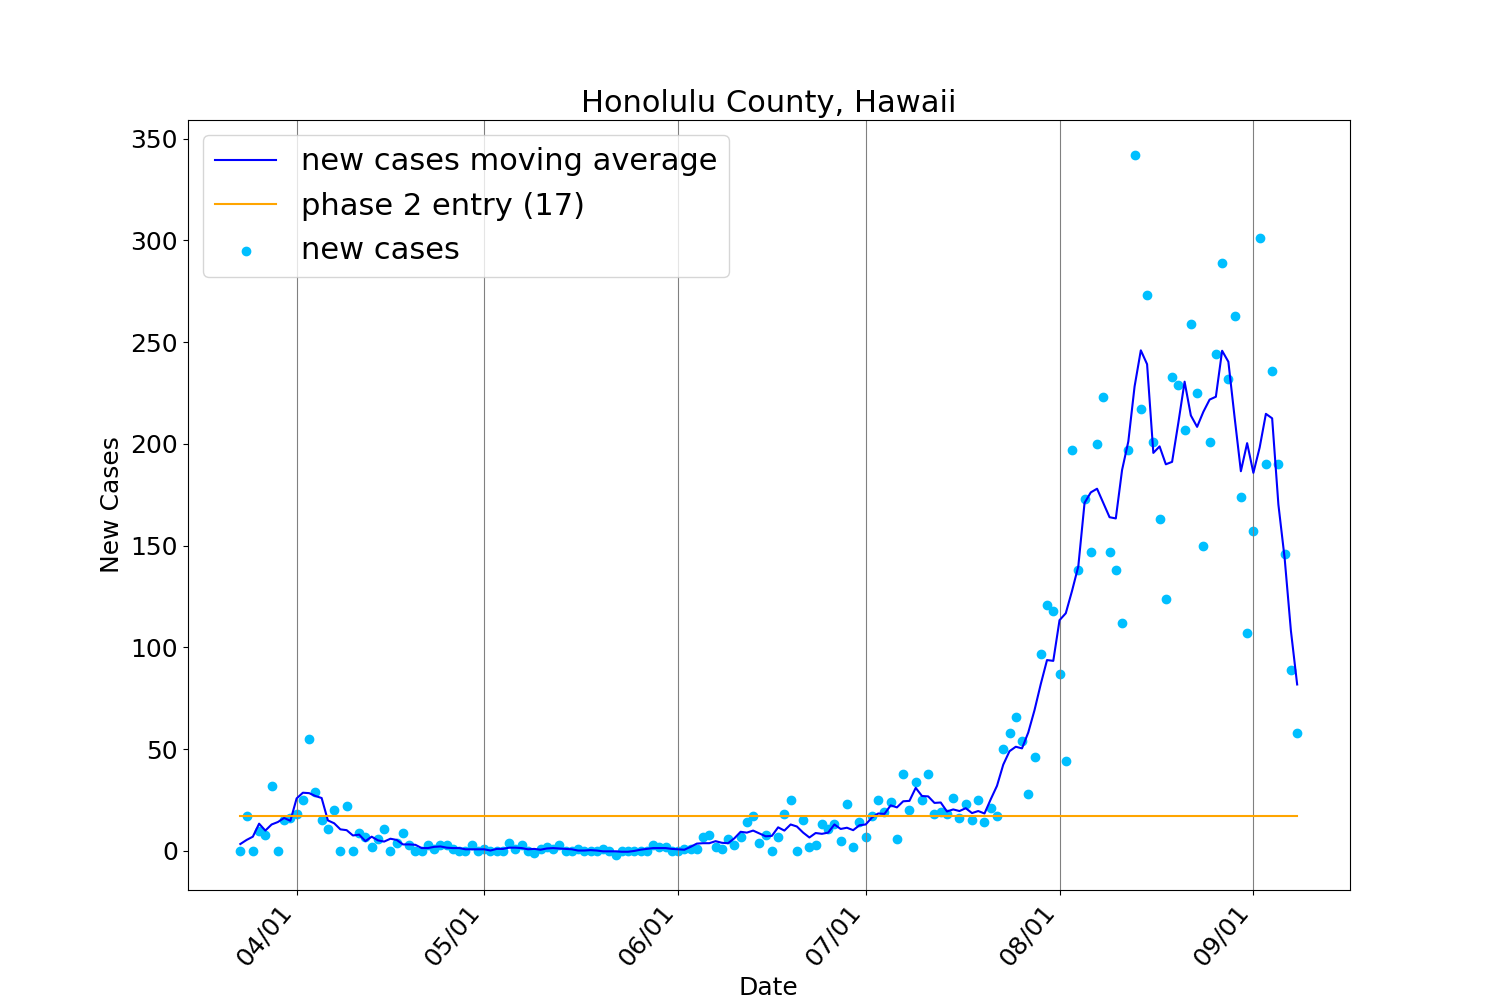 Honolulu County, Hawaii
new cases moving average
phase 2 entry (17)
new cases
350
300
250
200
150
100
50
0
New Cases
04/01
05/01
06/01
07/01
08/01
09/01
Date